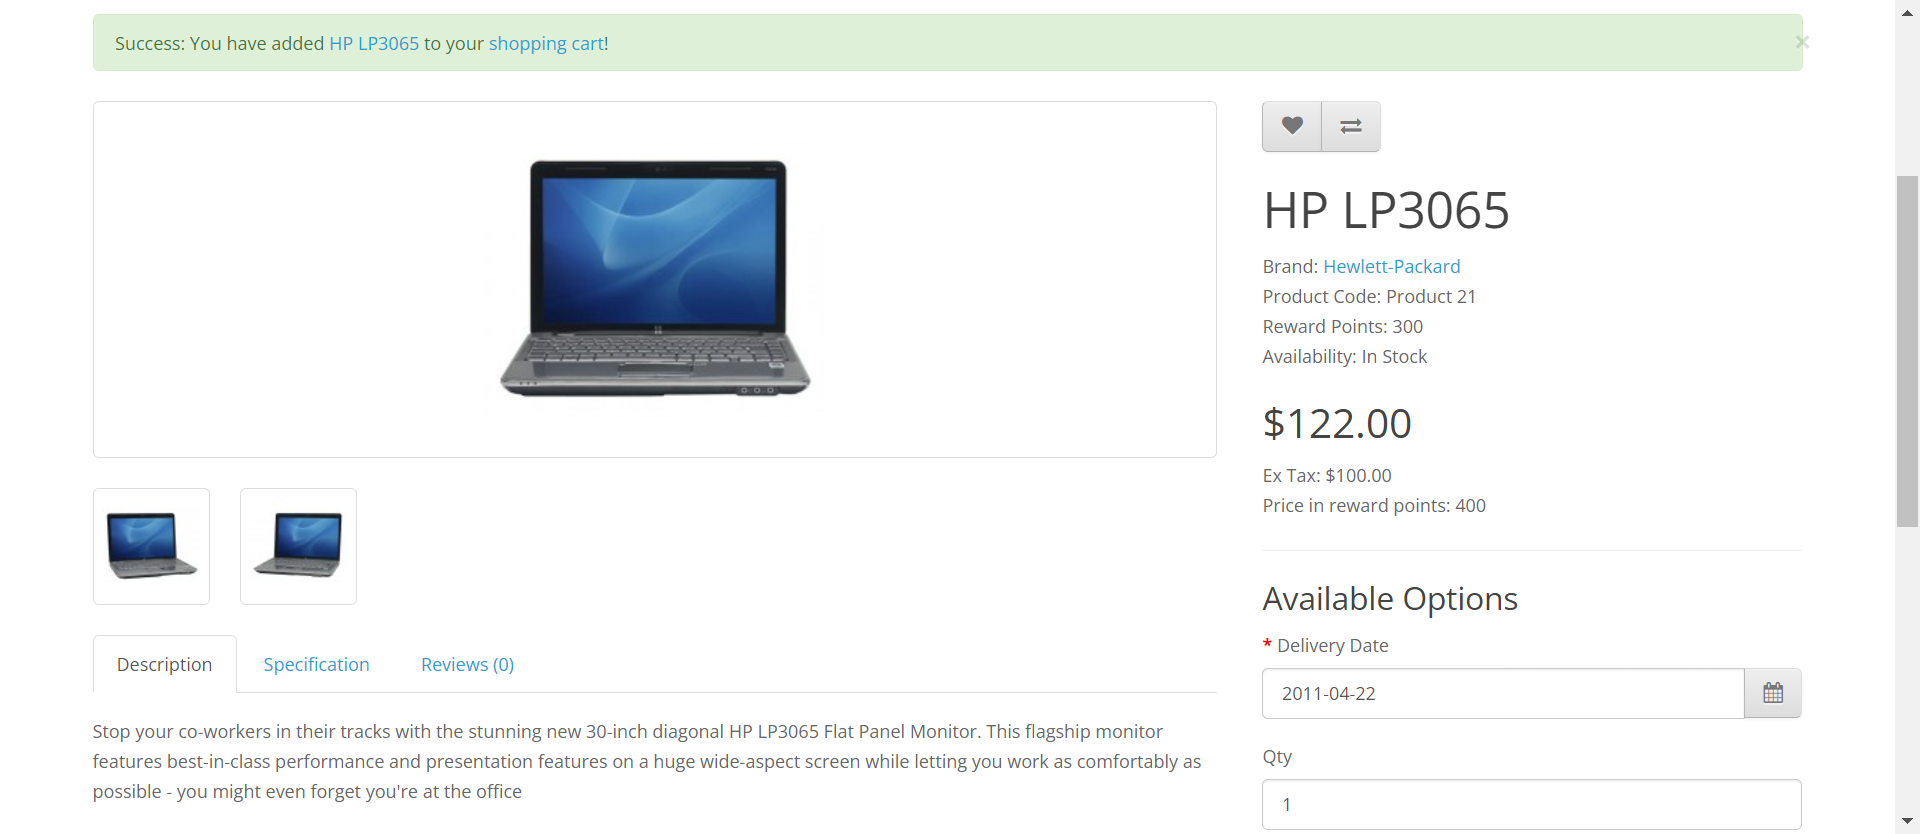 Success: You have added HP LP3065 to your shopping cart!
×
HP LP3065
Brand: Hewlett-Packard
Product Code: Product 21
Reward Points: 300
Availability: In Stock
$122.00
Ex Tax: $100.00
Price in reward points: 400
Available Options
* Delivery Date
2011-04-22
Qty
1
Description
Specification
Reviews (0)
Stop your co-workers in their tracks with the stunning new 30-inch diagonal HP LP3065 Flat Panel Monitor. This flagship monitor
features best-in-class performance and presentation features on a huge wide-aspect screen while letting you work as comfortably as
possible - you might even forget you're at the office